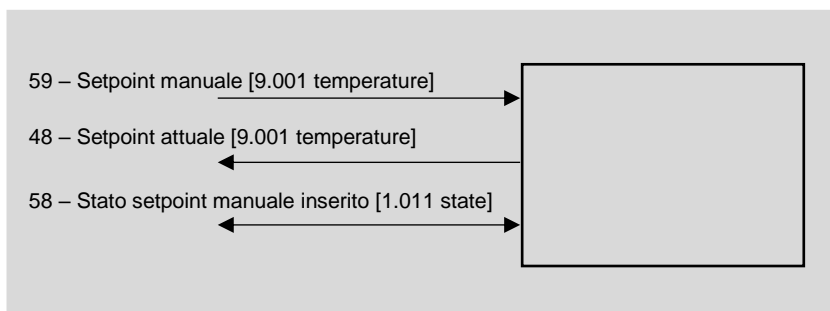 59 – Setpoint manuale [9.001 temperature]
48 – Setpoint attuale [9.001 temperature]
58 – Stato setpoint manuale inserito [1.011 state]